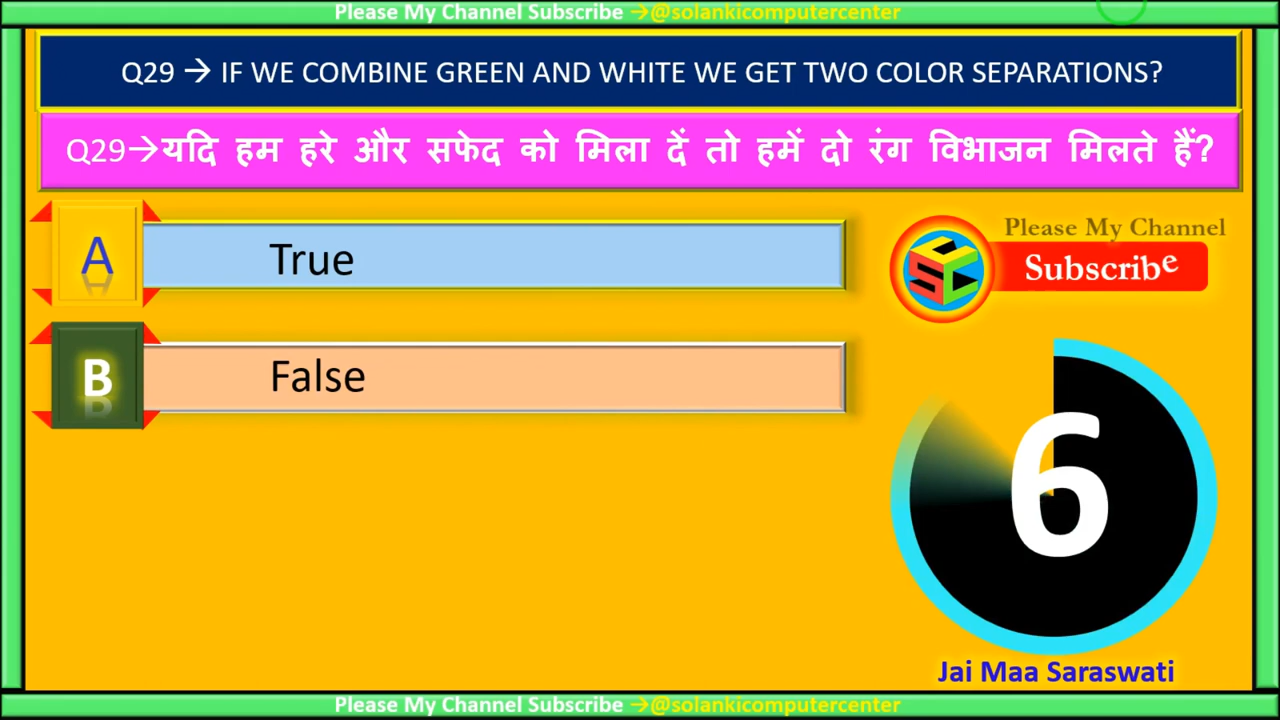 Please My Channel Subscribe →@solankicomputercenter
Q29 → IF WE COMBINE GREEN AND WHITE WE GET TWO COLOR SEPARATIONS?
Q29→यदि हम हरे और सफेद को मिला दें तो हमें दो रंग विभाजन मिलते हैं?
A True
Please My Channel
Subscribe
SCC
B False
6
Jai Maa Saraswati
Please My Channel Subscribe →@solankicomputercenter